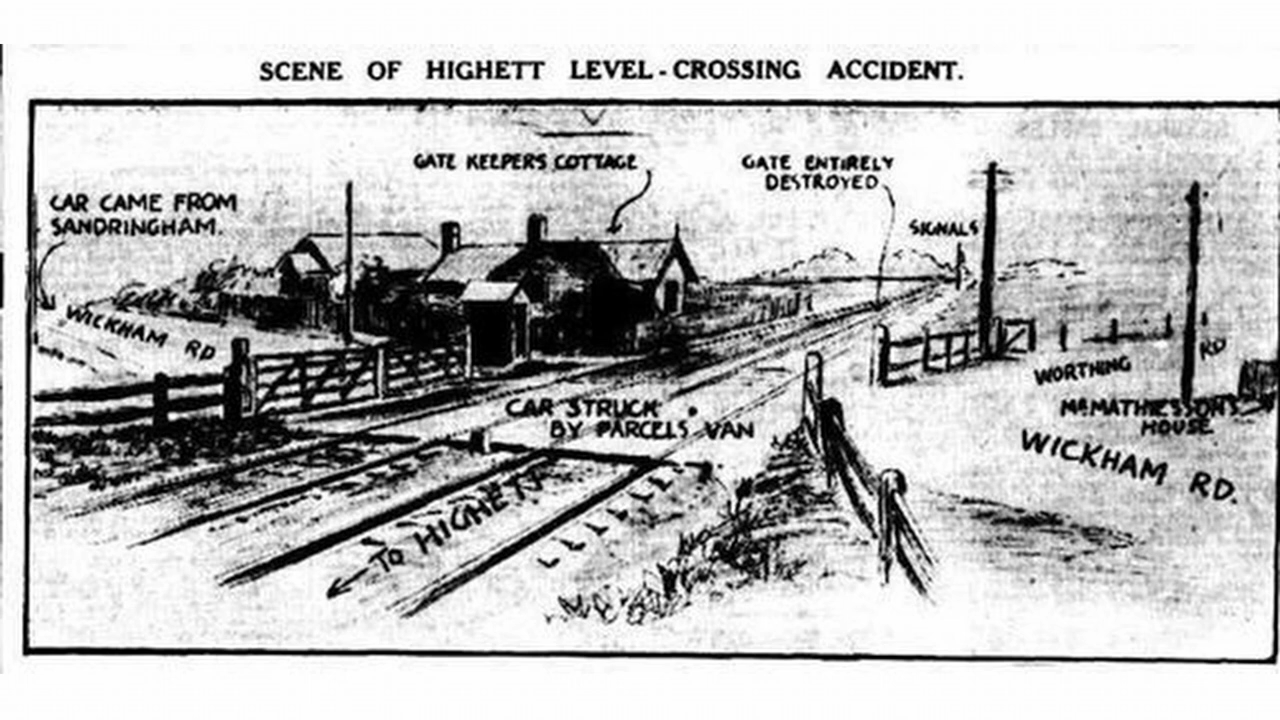 SCENE OF HIGHETT LEVEL-CROSSING ACCIDENT.
GATE KEEPERS COTTAGE
GATE ENTIRELY
DESTROYED
CAR CAME FROM
SANDRINGHAM.
SIGNALS
WICKHAM RD
WORTHING RD
CAR STRUCK
BY PARCELS VAN
MR MATHIESSON'S
HOUSE
WICKHAM RD.
TO HIGHETT